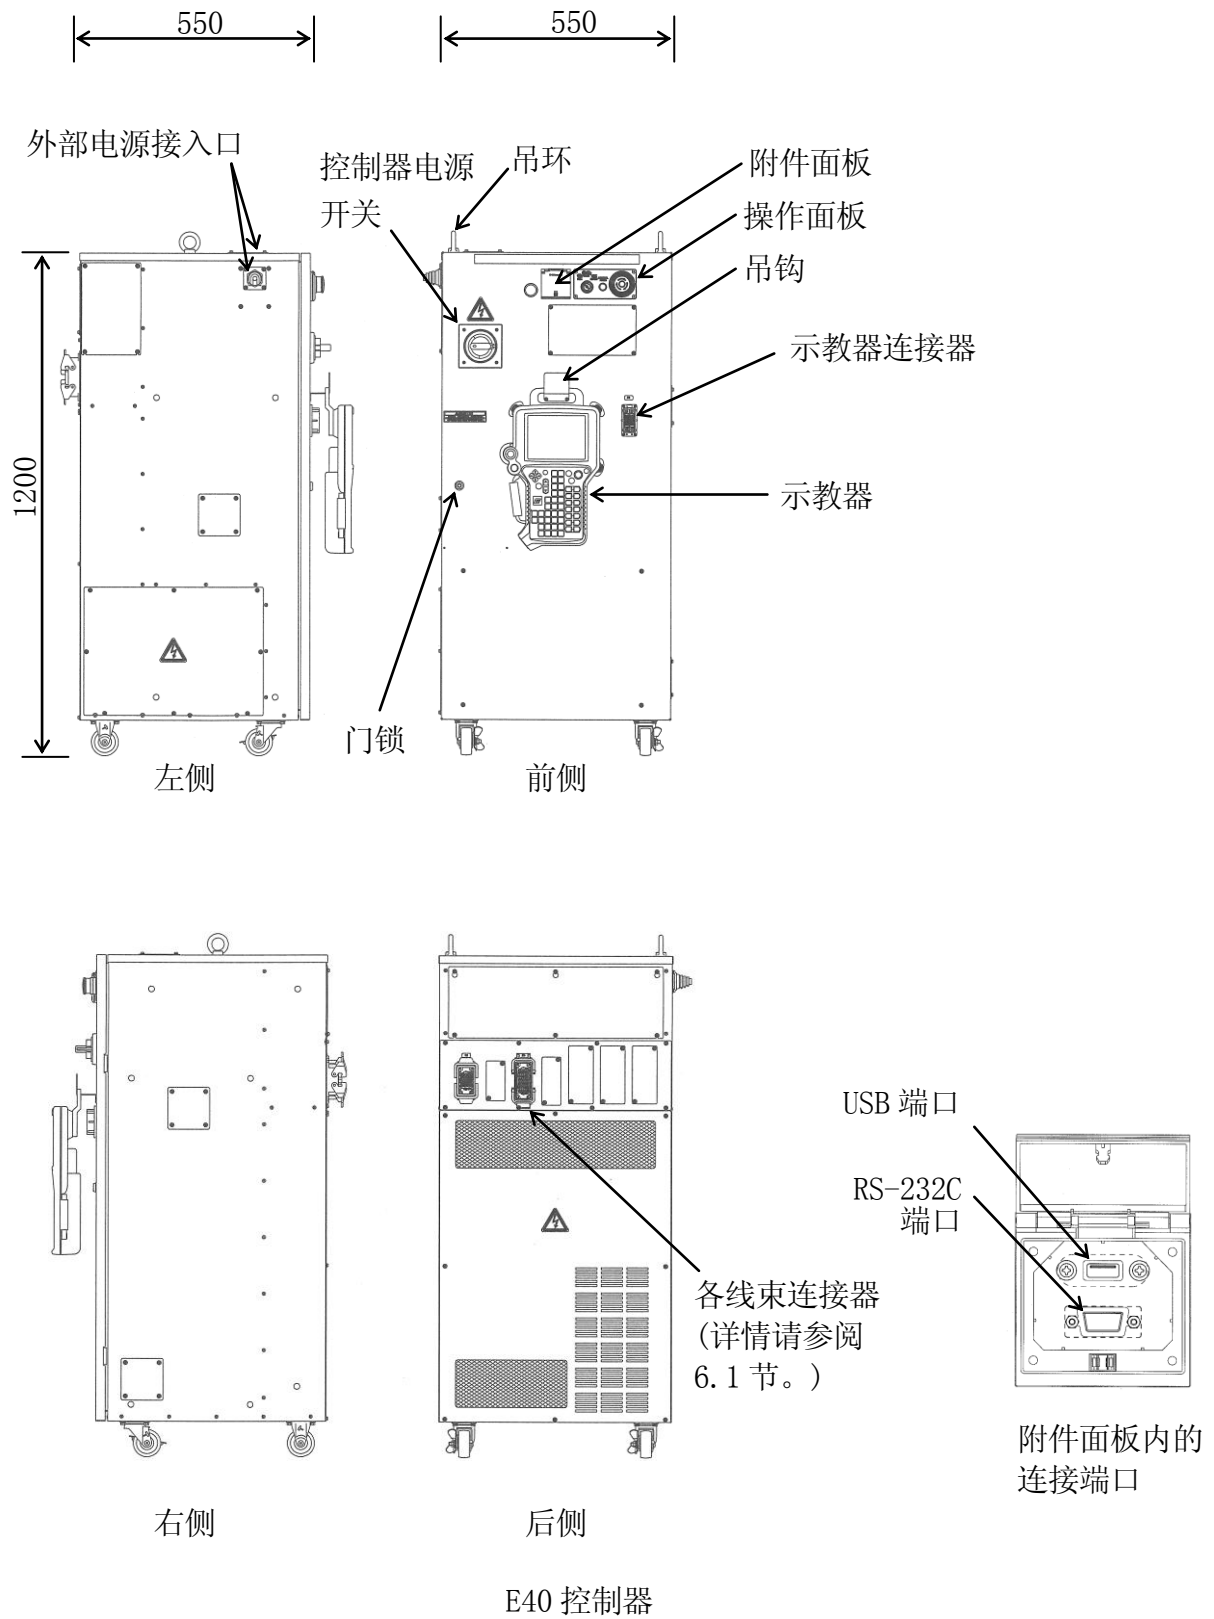 550
550
外部电源接入口
控制器电源
开关
吊环
附件面板
操作面板
吊钩
示教器连接器
示教器
1200
门锁
左侧
前侧
USB 端口
RS-232C
端口
各线束连接器
(详情请参阅
6.1 节。)
附件面板内的
连接端口
右侧
后侧
E40 控制器